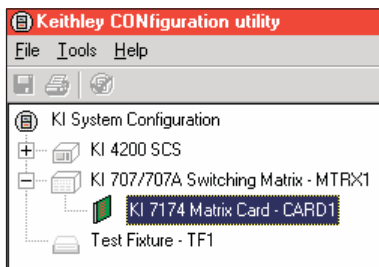 Keithley CONfiguration utility
File Tools Help
KI System Configuration
KI 4200 SCS
KI 707/707A Switching Matrix - MTRX1
KI 7174 Matrix Card - CARD1
Test Fixture - TF1